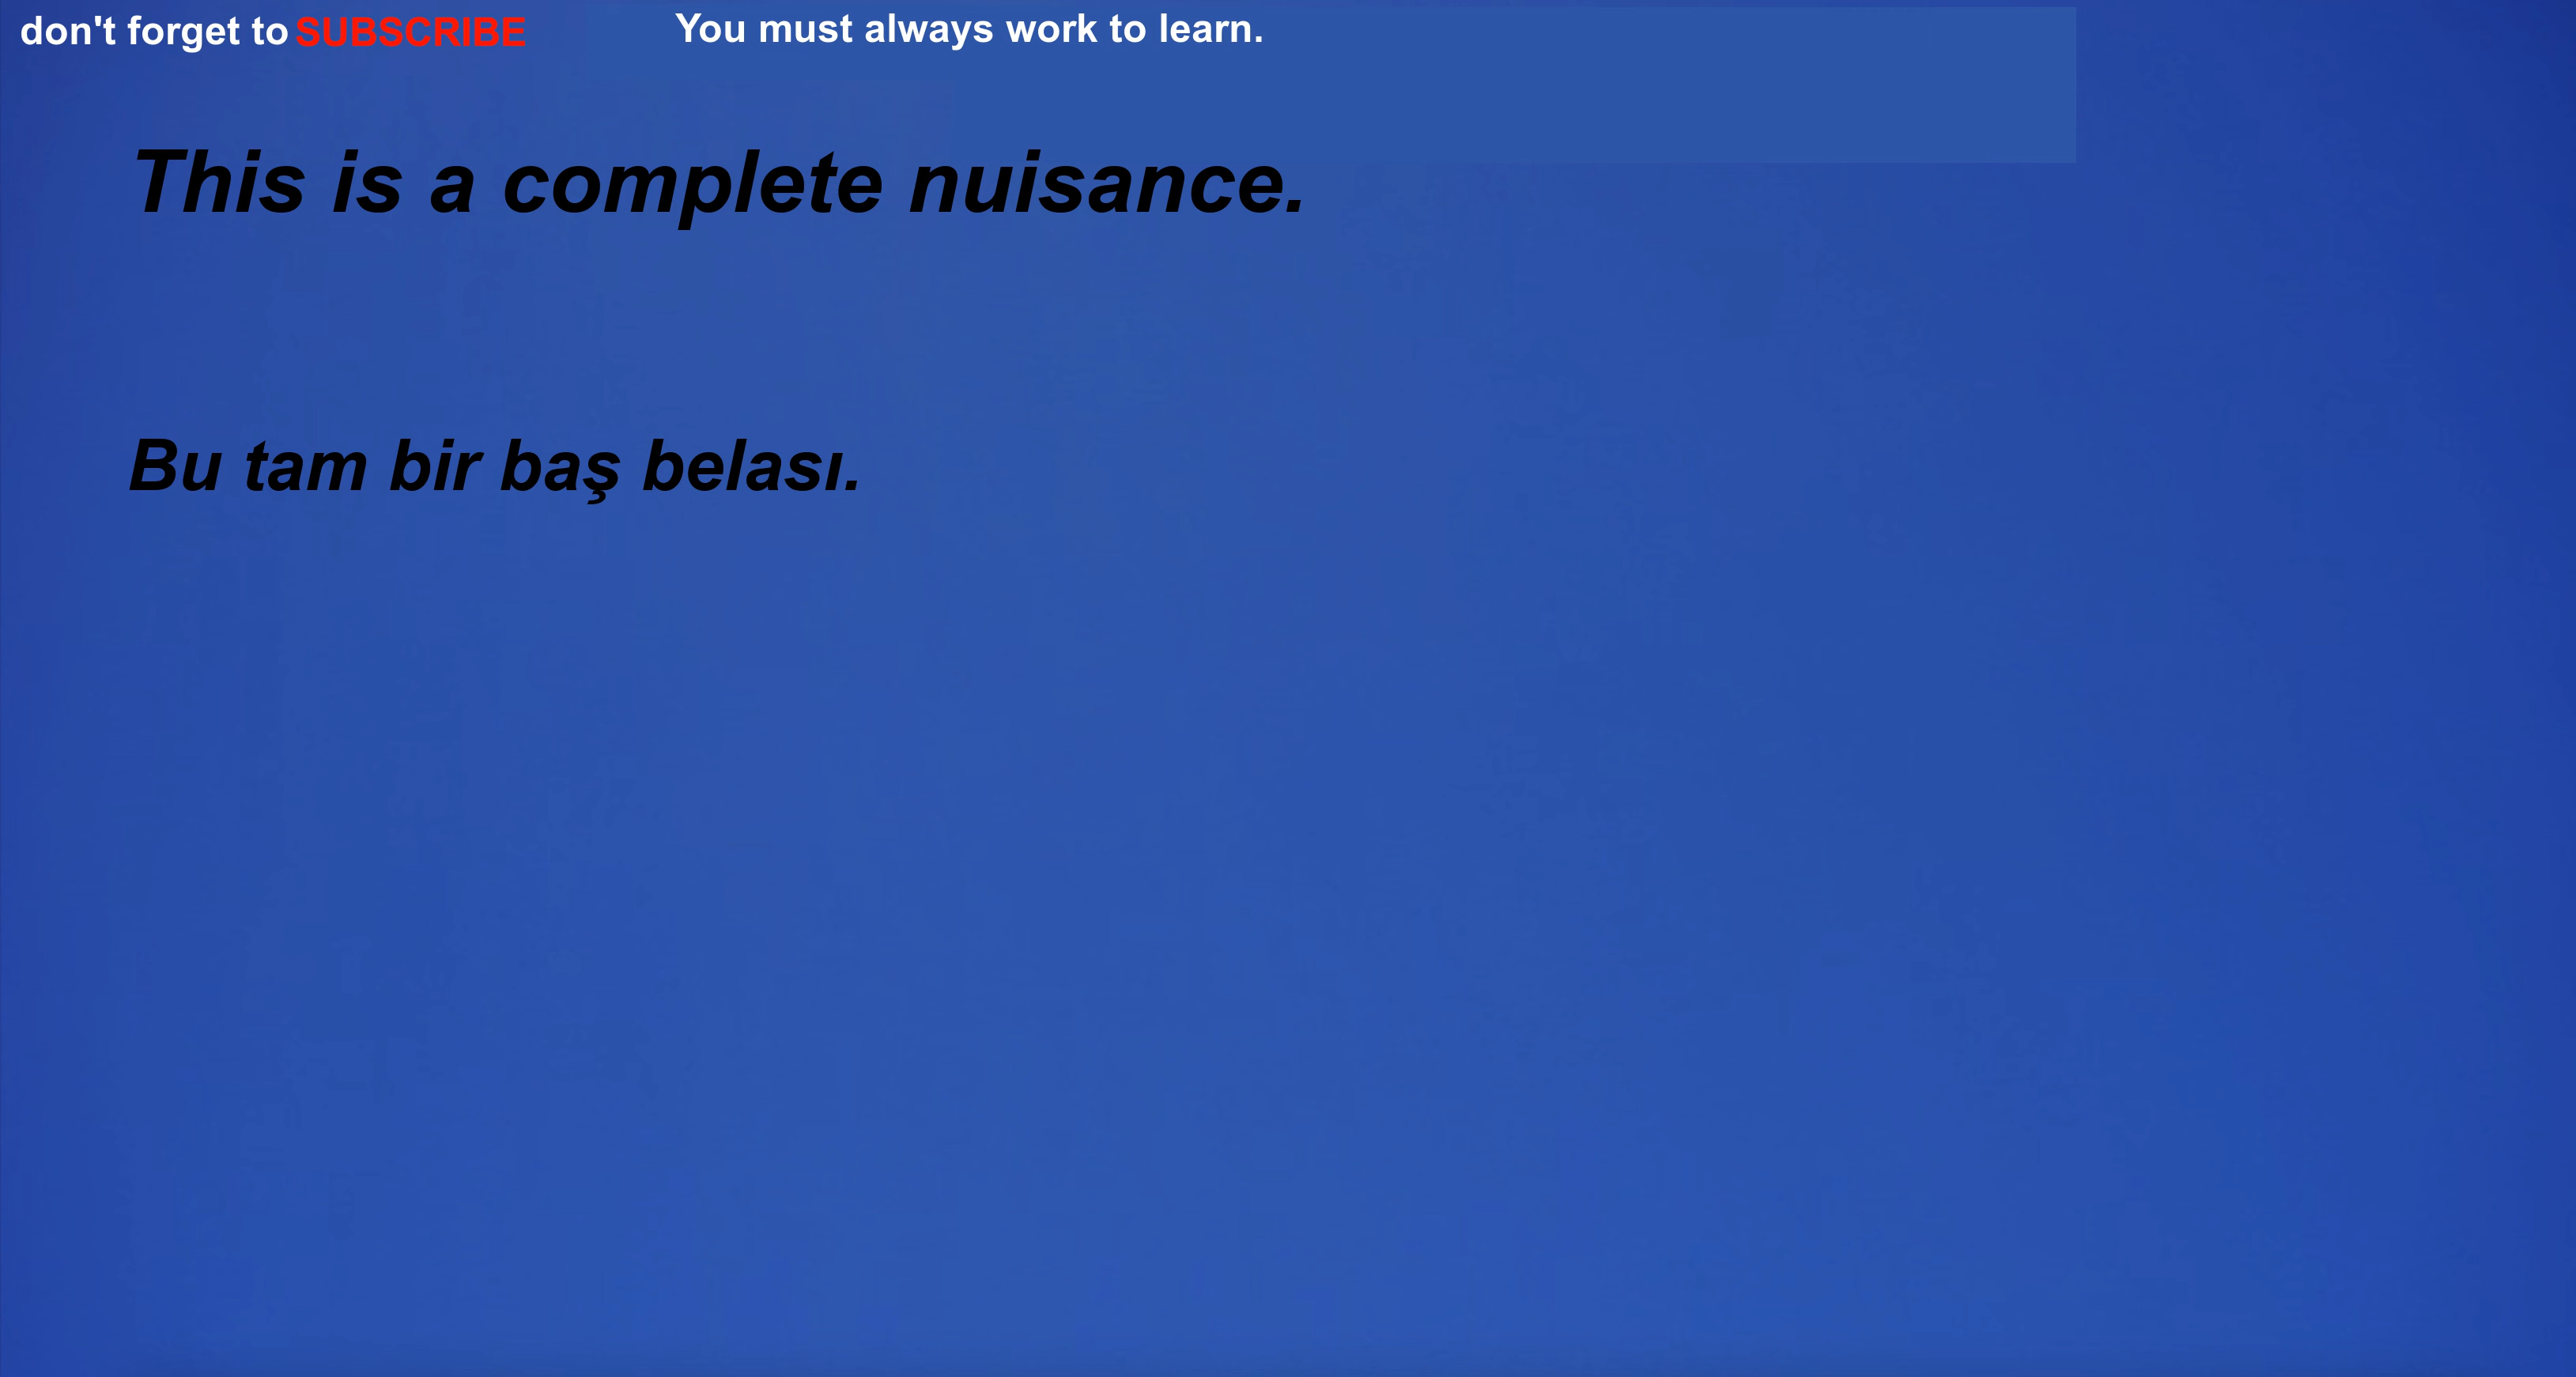 don't forget to SUBSCRIBE You must always work to learn.
This is a complete nuisance.
Bu tam bir baş belası.